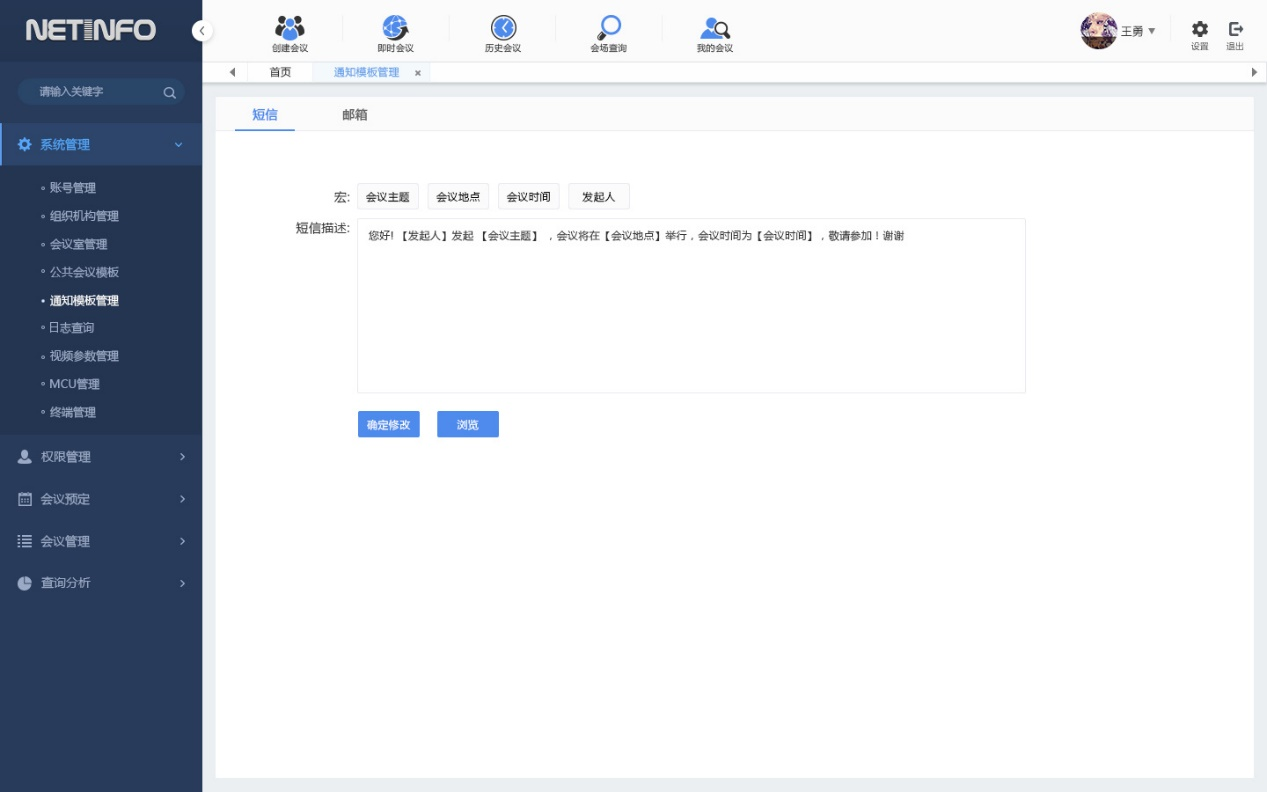 NETINFO
创建会议
即时会议
历史会议
会场查询
我的会议
王勇
设置
退出
首页
通知模板管理 ×
请输入关键字
系统管理
账号管理
组织机构管理
会议室管理
公共会议模板
通知模板管理
日志查询
视频参数管理
MCU管理
终端管理
权限管理
会议预定
会议管理
查询分析
短信 邮箱
宏: 会议主题 会议地点 会议时间 发起人
短信描述: 您好! 【发起人】发起 【会议主题】 ，会议将在【会议地点】举行，会议时间为【会议时间】，敬请参加！谢谢
确定修改 浏览